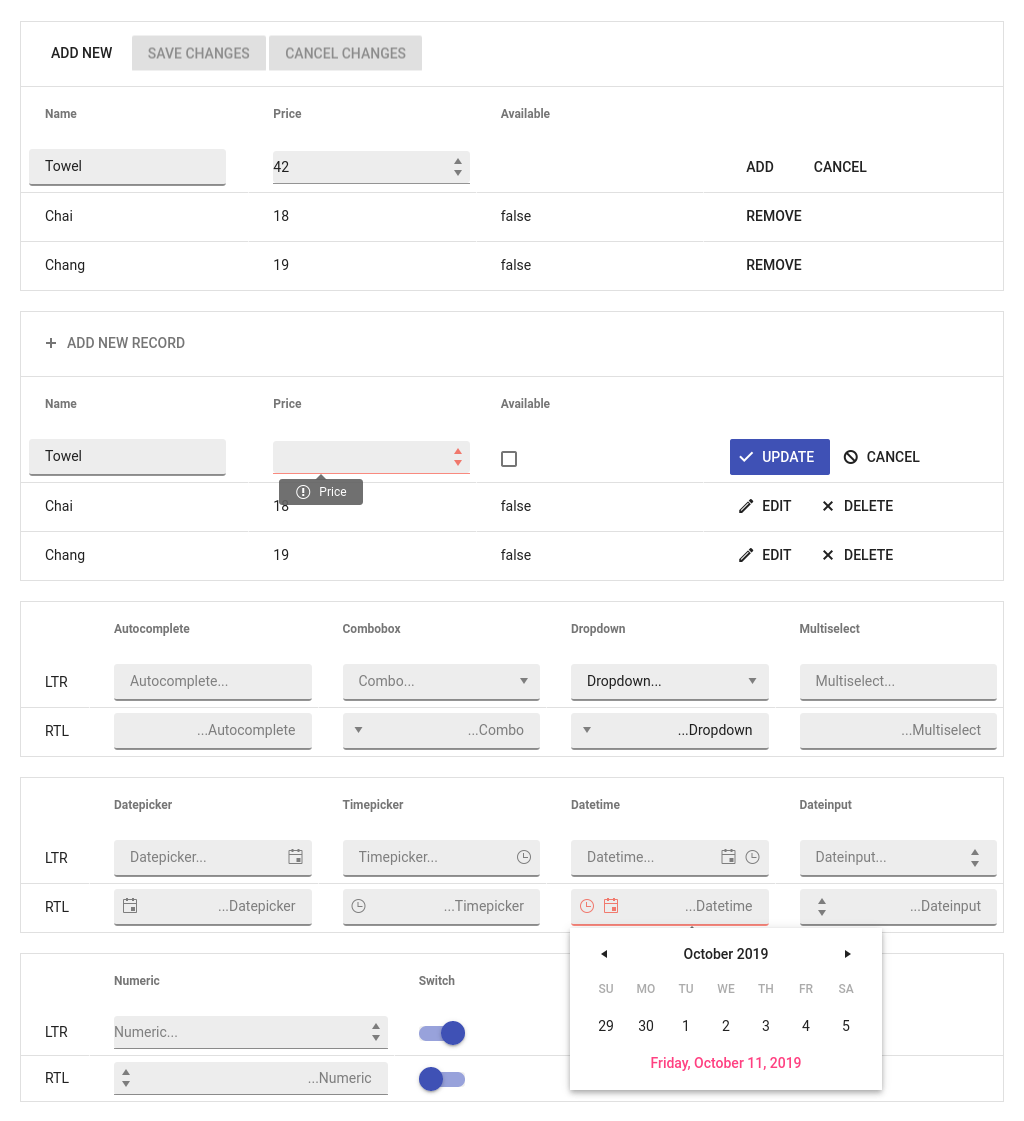 ADD NEW SAVE CHANGES CANCEL CHANGES
Name Price Available
Towel 42 ADD CANCEL
Chai 18 false REMOVE
Chang 19 false REMOVE
ADD NEW RECORD
Name Price Available
Towel UPDATE CANCEL
Price
Chai 18 false EDIT DELETE
Chang 19 false EDIT DELETE
Autocomplete Combobox Dropdown Multiselect
LTR Autocomplete... Combo... Dropdown... Multiselect...
RTL ...Autocomplete ...Combo ...Dropdown ...Multiselect
Datepicker Timepicker Datetime Dateinput
LTR Datepicker... Timepicker... Datetime... Dateinput...
RTL ...Datepicker ...Timepicker ...Datetime ...Dateinput
Numeric Switch
LTR Numeric...
RTL ...Numeric
October 2019
SU MO TU WE TH FR SA
29 30 1 2 3 4 5
Friday, October 11, 2019